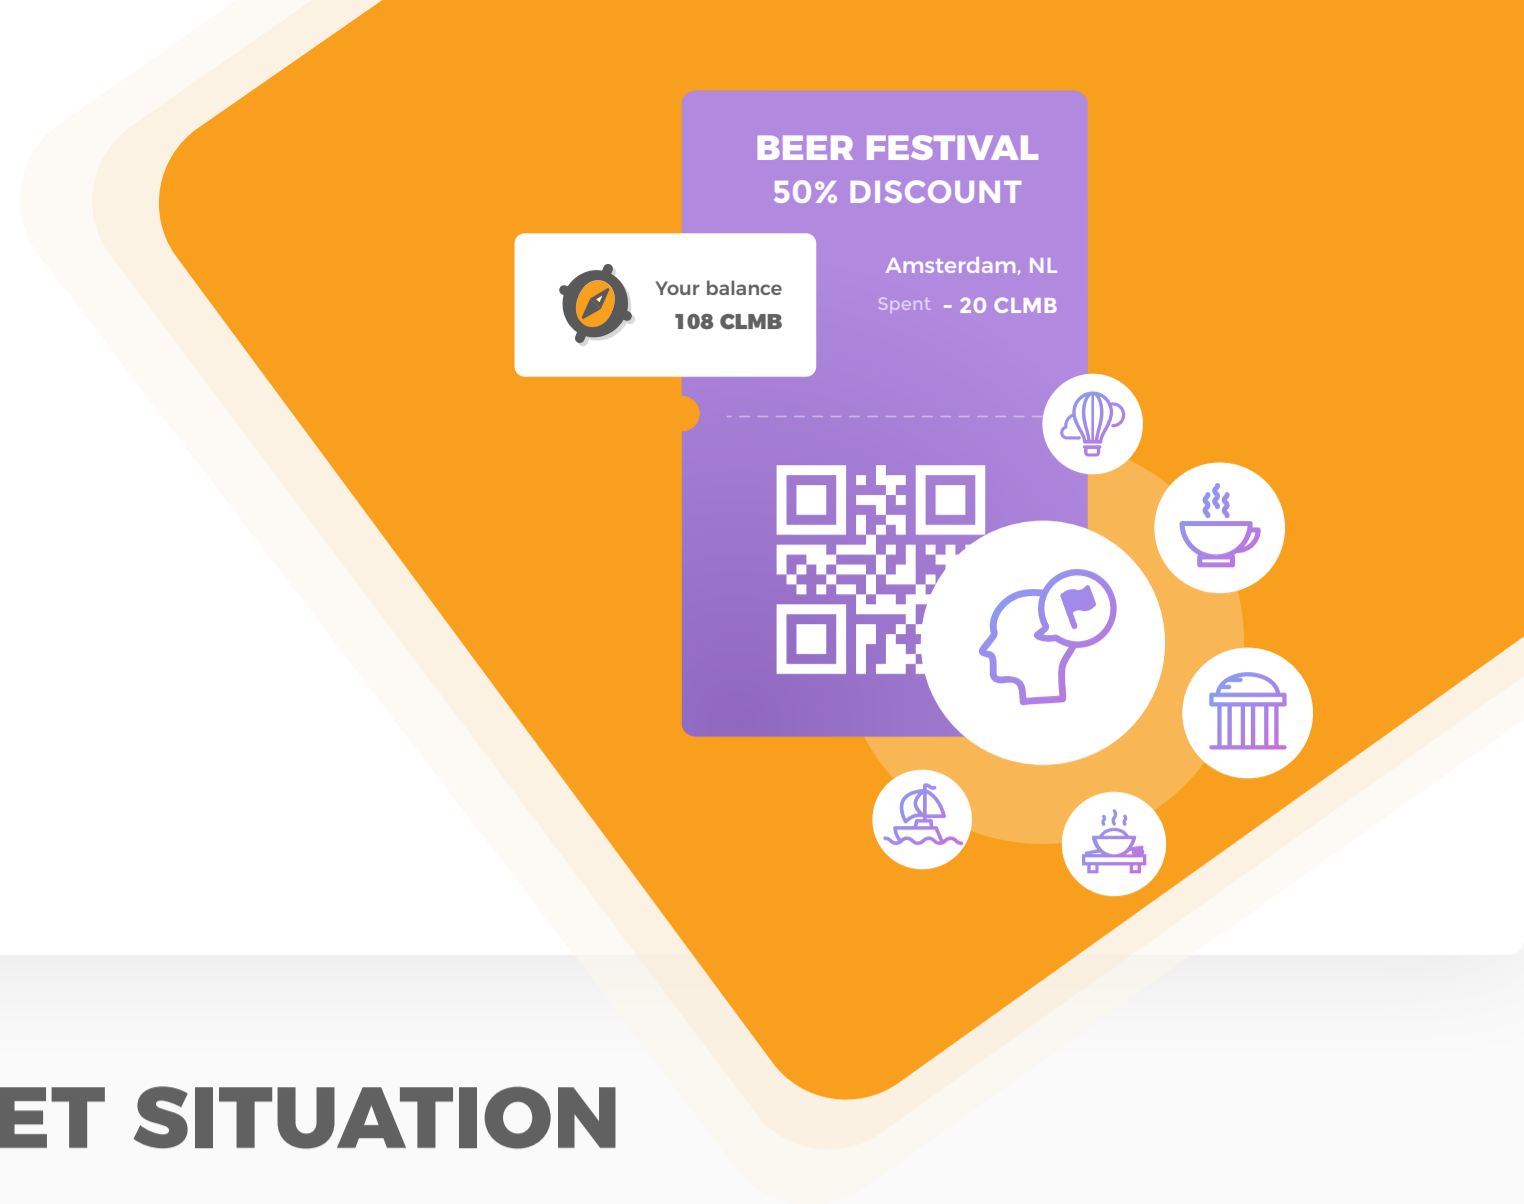 BEER FESTIVAL
50% DISCOUNT
Your balance
108 CLMB
Amsterdam, NL
Spent - 20 CLMB
ET SITUATION